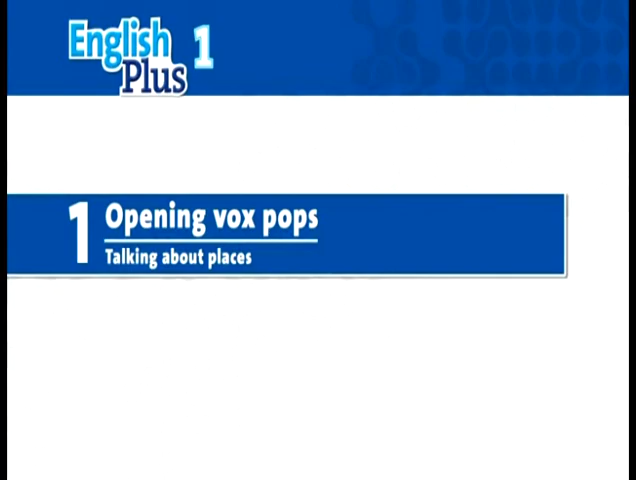 English 1
Plus
1 Opening vox pops
Talking about places